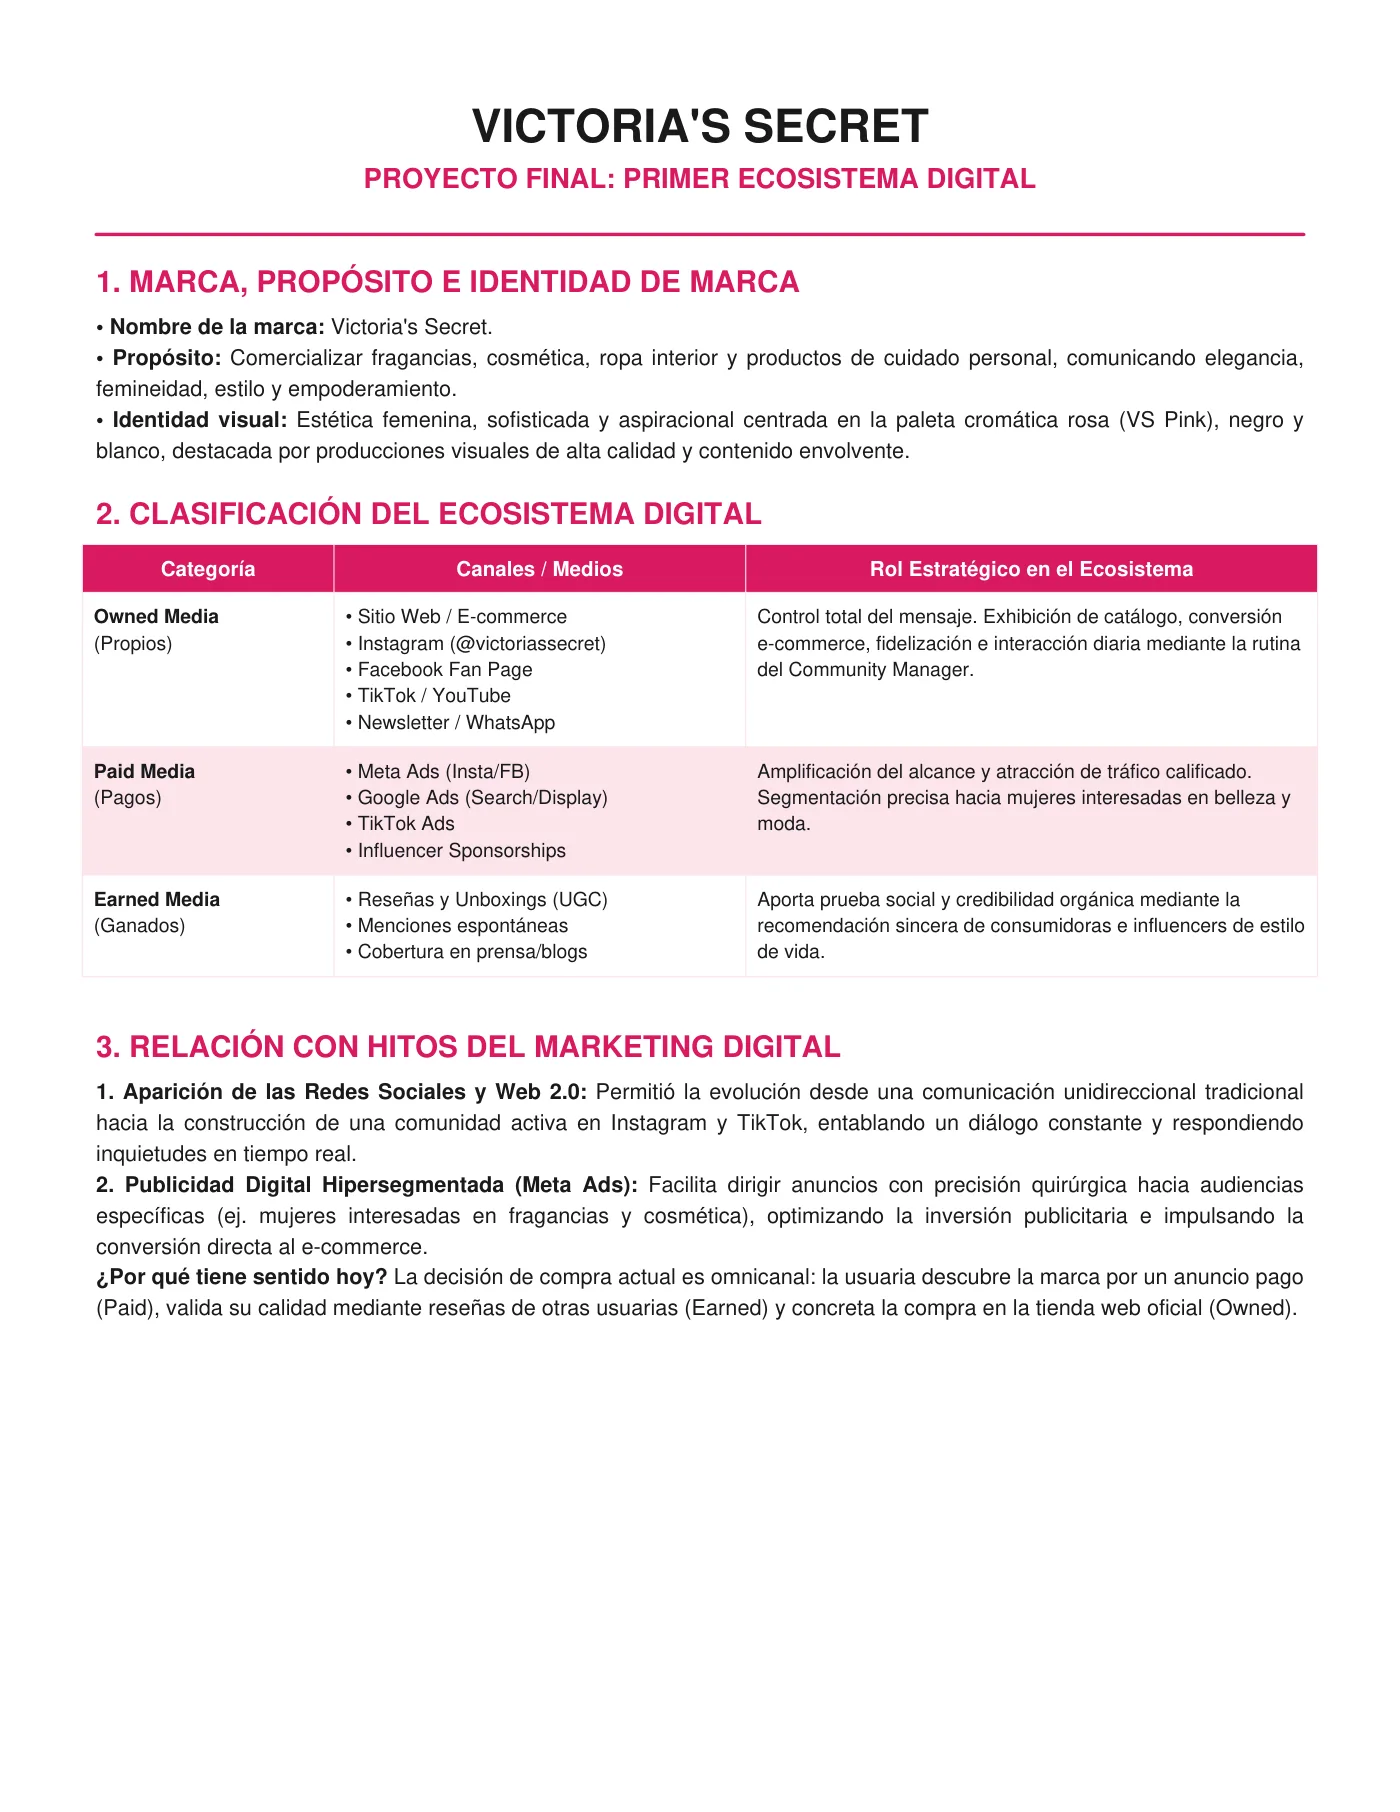 VICTORIA'S SECRET
PROYECTO FINAL: PRIMER ECOSISTEMA DIGITAL
1. MARCA, PROPÓSITO E IDENTIDAD DE MARCA
• Nombre de la marca: Victoria's Secret.
• Propósito: Comercializar fragancias, cosmética, ropa interior y productos de cuidado personal, comunicando elegancia,
femineidad, estilo y empoderamiento.
• Identidad visual: Estética femenina, sofisticada y aspiracional centrada en la paleta cromática rosa (VS Pink), negro y
blanco, destacada por producciones visuales de alta calidad y contenido envolvente.
2. CLASIFICACIÓN DEL ECOSISTEMA DIGITAL
Categoría
Canales / Medios
Rol Estratégico en el Ecosistema
Owned Media
(Propios)
• Sitio Web / E-commerce
• Instagram (@victoriassecret)
• Facebook Fan Page
• TikTok / YouTube
• Newsletter / WhatsApp
Control total del mensaje. Exhibición de catálogo, conversión
e-commerce, fidelización e interacción diaria mediante la rutina
del Community Manager.
Paid Media
(Pagos)
• Meta Ads (Insta/FB)
• Google Ads (Search/Display)
• TikTok Ads
• Influencer Sponsorships
Amplificación del alcance y atracción de tráfico calificado.
Segmentación precisa hacia mujeres interesadas en belleza y
moda.
Earned Media
(Ganados)
• Reseñas y Unboxings (UGC)
• Menciones espontáneas
• Cobertura en prensa/blogs
Aporta prueba social y credibilidad orgánica mediante la
recomendación sincera de consumidoras e influencers de estilo
de vida.
3. RELACIÓN CON HITOS DEL MARKETING DIGITAL
1. Aparición de las Redes Sociales y Web 2.0: Permitió la evolución desde una comunicación unidireccional tradicional
hacia la construcción de una comunidad activa en Instagram y TikTok, entablando un diálogo constante y respondiendo
inquietudes en tiempo real.
2. Publicidad Digital Hipersegmentada (Meta Ads): Facilita dirigir anuncios con precisión quirúrgica hacia audiencias
específicas (ej. mujeres interesadas en fragancias y cosmética), optimizando la inversión publicitaria e impulsando la
conversión directa al e-commerce.
¿Por qué tiene sentido hoy? La decisión de compra actual es omnicanal: la usuaria descubre la marca por un anuncio pago
(Paid), valida su calidad mediante reseñas de otras usuarias (Earned) y concreta la compra en la tienda web oficial (Owned).